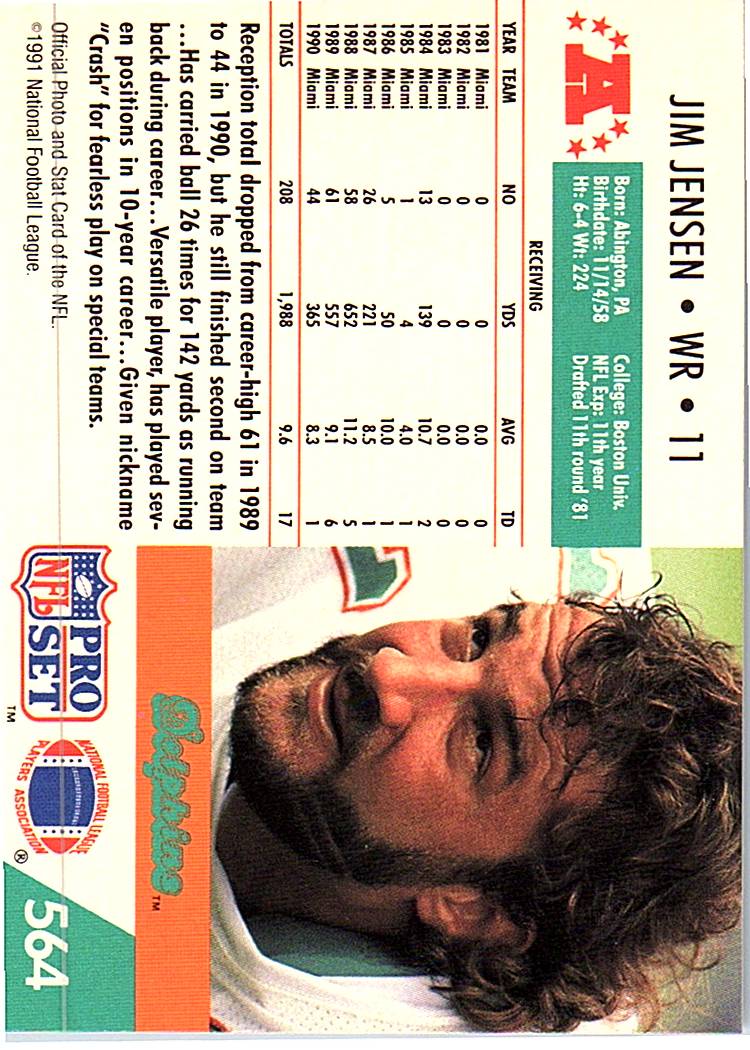 JIM JENSEN • WR • 11
A
Born: Abington, PA College: Boston Univ.
Birthdate: 11/14/58 NFL Exp: 11th year
Ht: 6-4 Wt: 224 Drafted 11th round '81
RECEIVING
YEAR TEAM NO YDS AVG TD
1981 Miami 0 0 0.0 0
1982 Miami 0 0 0.0 0
1983 Miami 0 0 0.0 0
1984 Miami 13 139 10.7 2
1985 Miami 1 4 4.0 1
1986 Miami 5 50 10.0 1
1987 Miami 26 221 8.5 1
1988 Miami 58 652 11.2 5
1989 Miami 61 557 9.1 6
1990 Miami 44 365 8.3 1
TOTALS 208 1,988 9.6 17
Reception total dropped from career-high 61 in 1989
to 44 in 1990, but he still finished second on team
...Has carried ball 26 times for 142 yards as running
back during career...Versatile player, has played sev-
en positions in 10-year career...Given nickname
"Crash" for fearless play on special teams.
Official Photo and Stat Card of the NFL.
©1991 National Football League.
Dolphins™
NFL PRO SET ™
NATIONAL FOOTBALL LEAGUE
PLAYERS ASSOCIATION ®
564